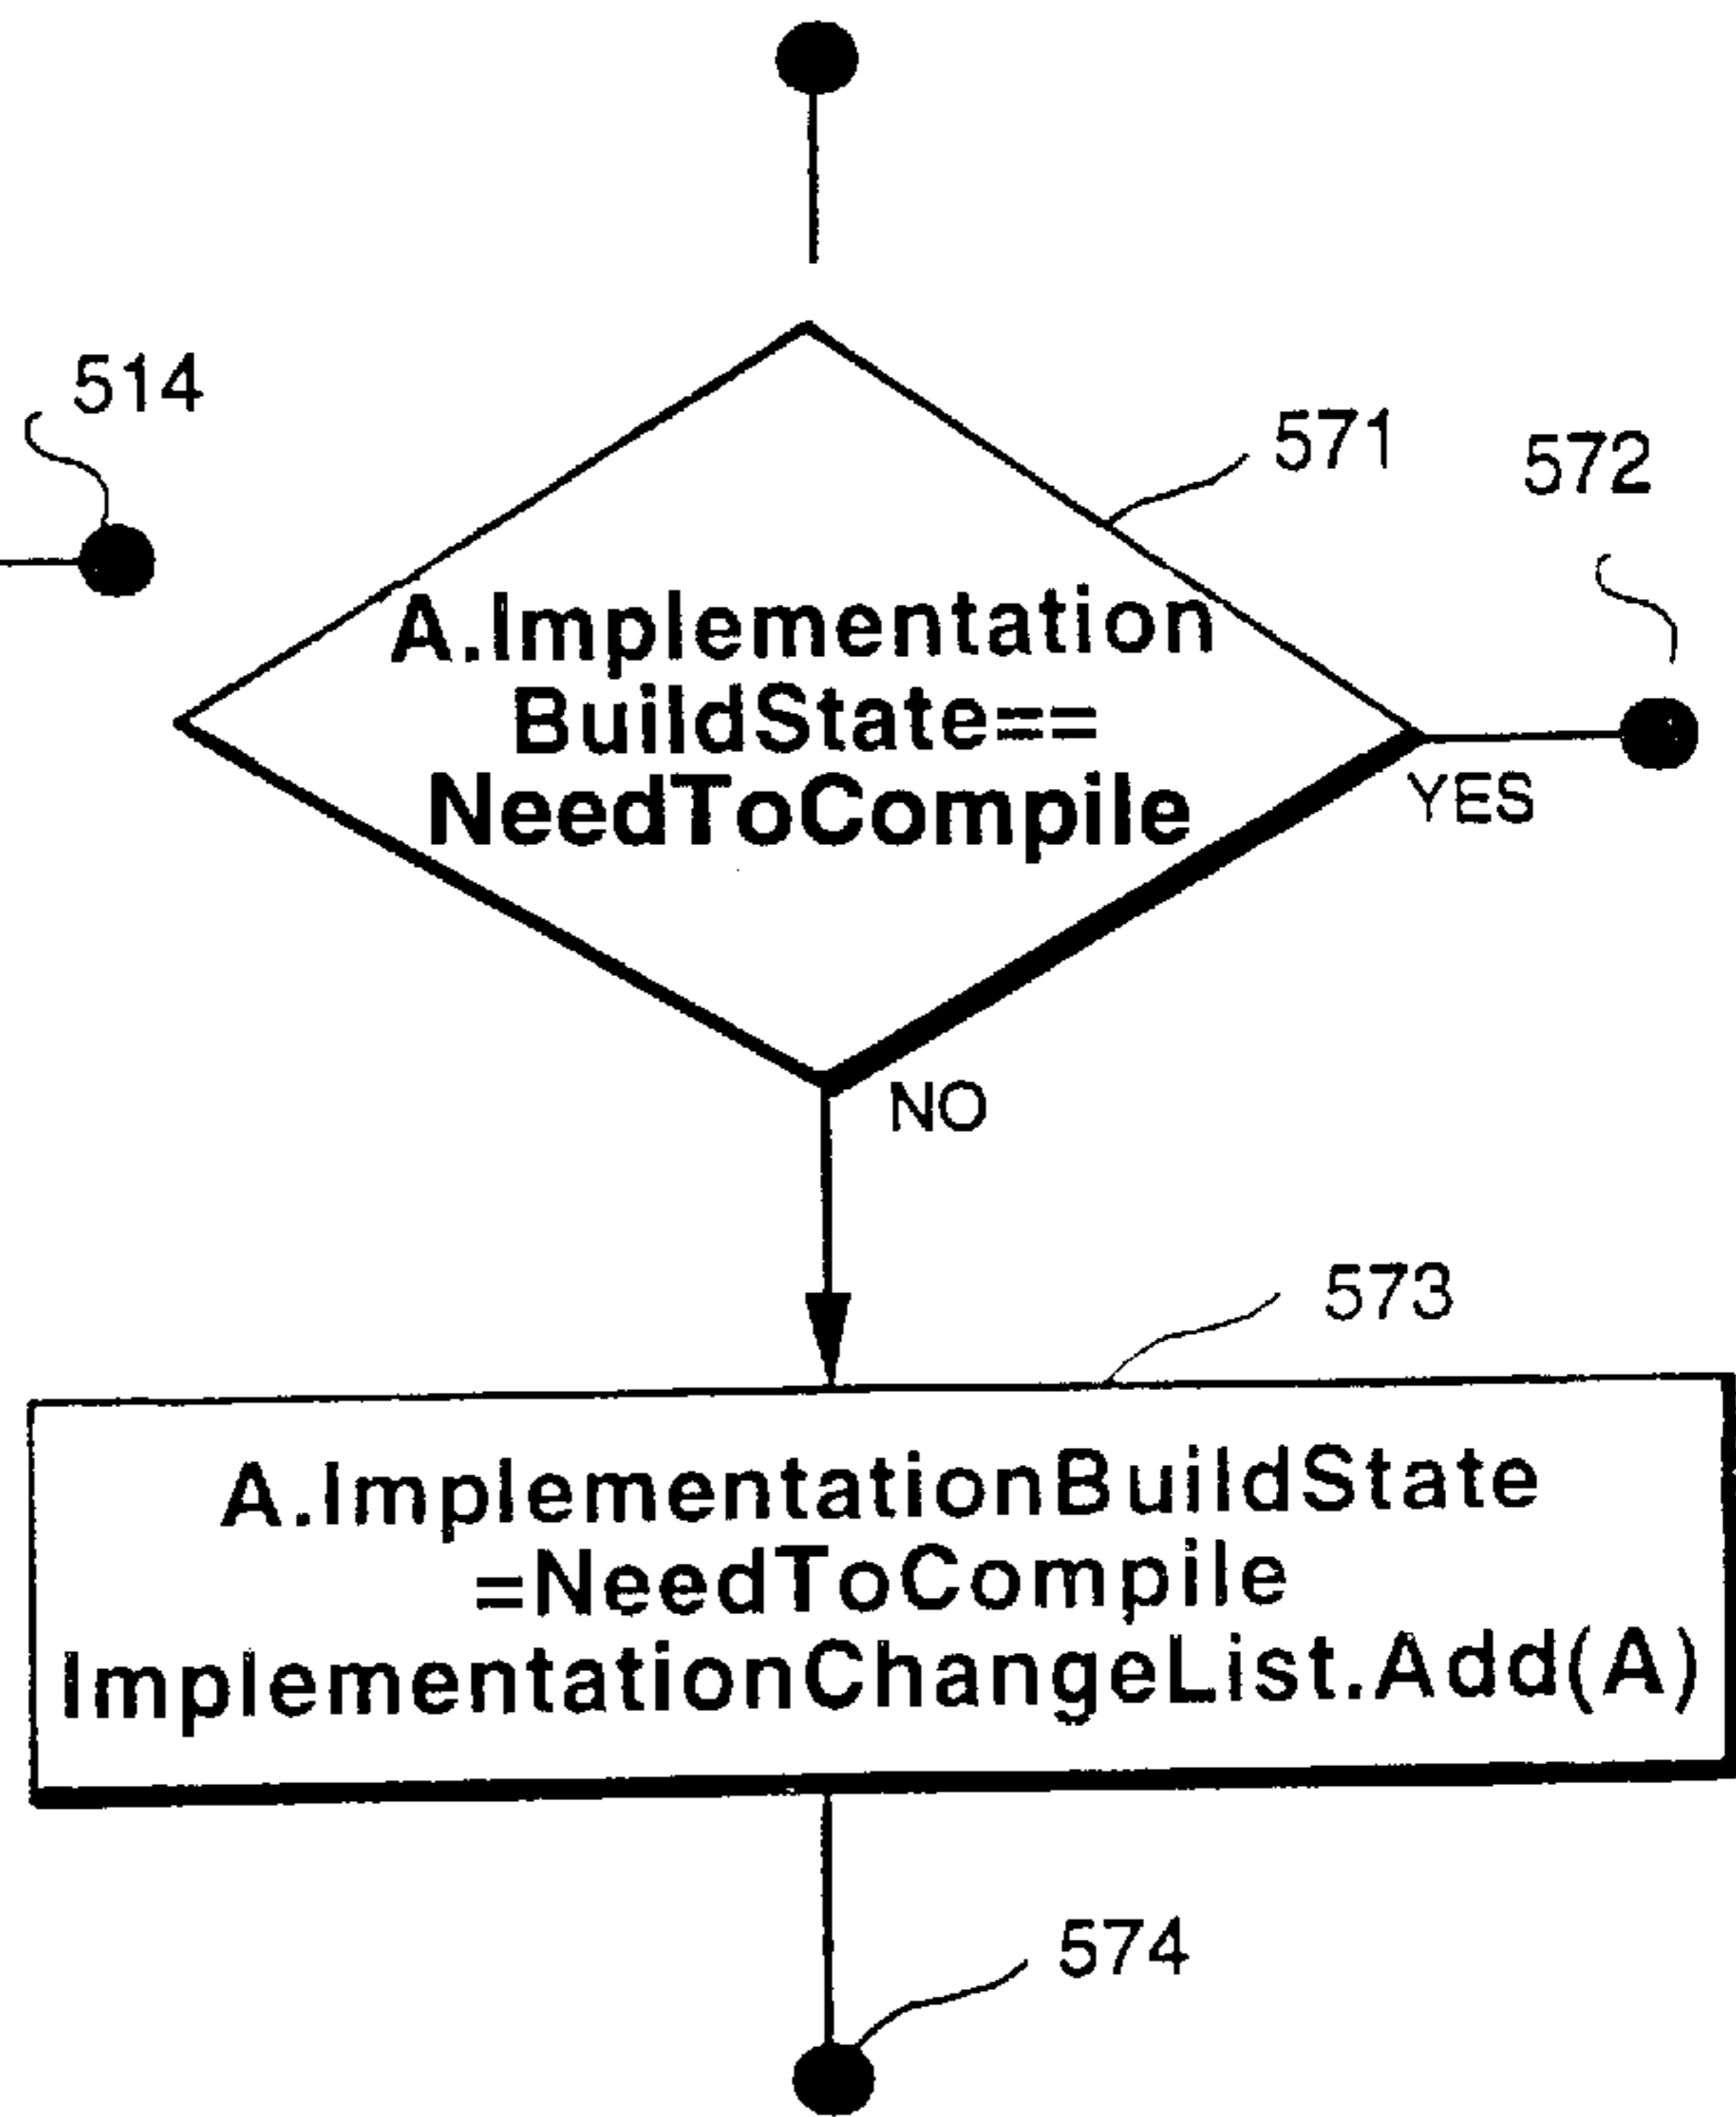 514
571
572
A.Implementation
BuildState==
NeedToCompile
YES
NO
573
A.ImplementationBuildState
=NeedToCompile
ImplementationChangeList.Add(A)
574